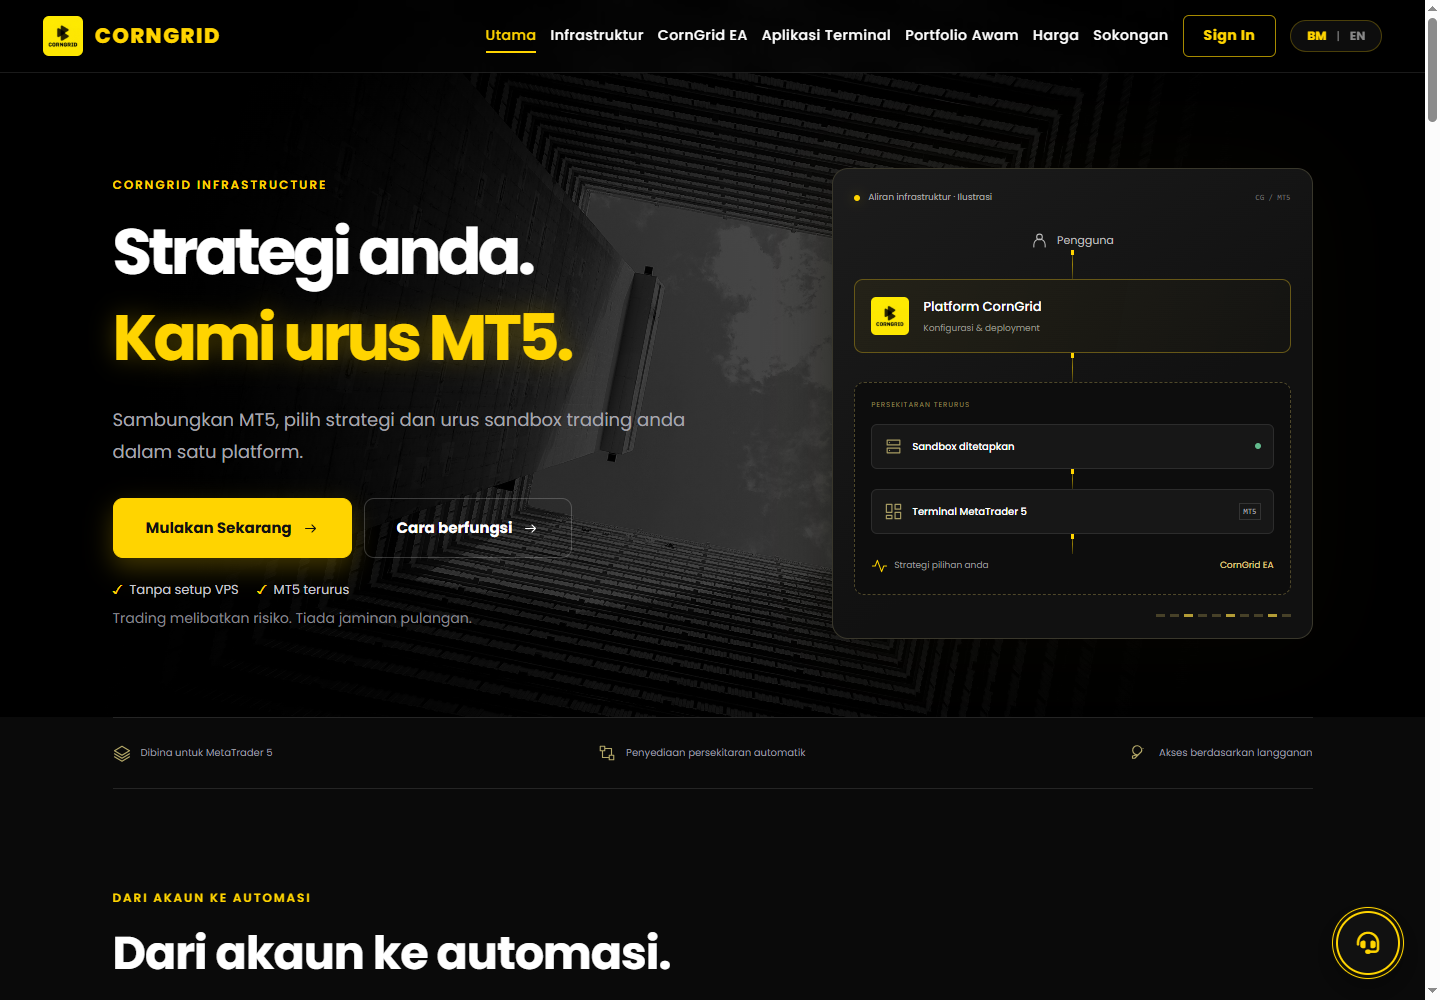 CORNGRID
CORNGRID
Utama
Infrastruktur
CornGrid EA
Aplikasi Terminal
Portfolio Awam
Harga
Sokongan
Sign In
BM | EN
CORNGRID INFRASTRUCTURE
Strategi anda.
Kami urus MT5.
Sambungkan MT5, pilih strategi dan urus sandbox trading anda
dalam satu platform.
Mulakan Sekarang →
Cara berfungsi →
✓ Tanpa setup VPS
✓ MT5 terurus
Trading melibatkan risiko. Tiada jaminan pulangan.
Aliran infrastruktur · Ilustrasi
CG / MT5
Pengguna
CORNGRID
Platform CornGrid
Konfigurasi & deployment
PERSEKITARAN TERURUS
Sandbox ditetapkan
Terminal MetaTrader 5
MT5
Strategi pilihan anda
CornGrid EA
Dibina untuk MetaTrader 5
Penyediaan persekitaran automatik
Akses berdasarkan langganan
DARI AKAUN KE AUTOMASI
Dari akaun ke automasi.